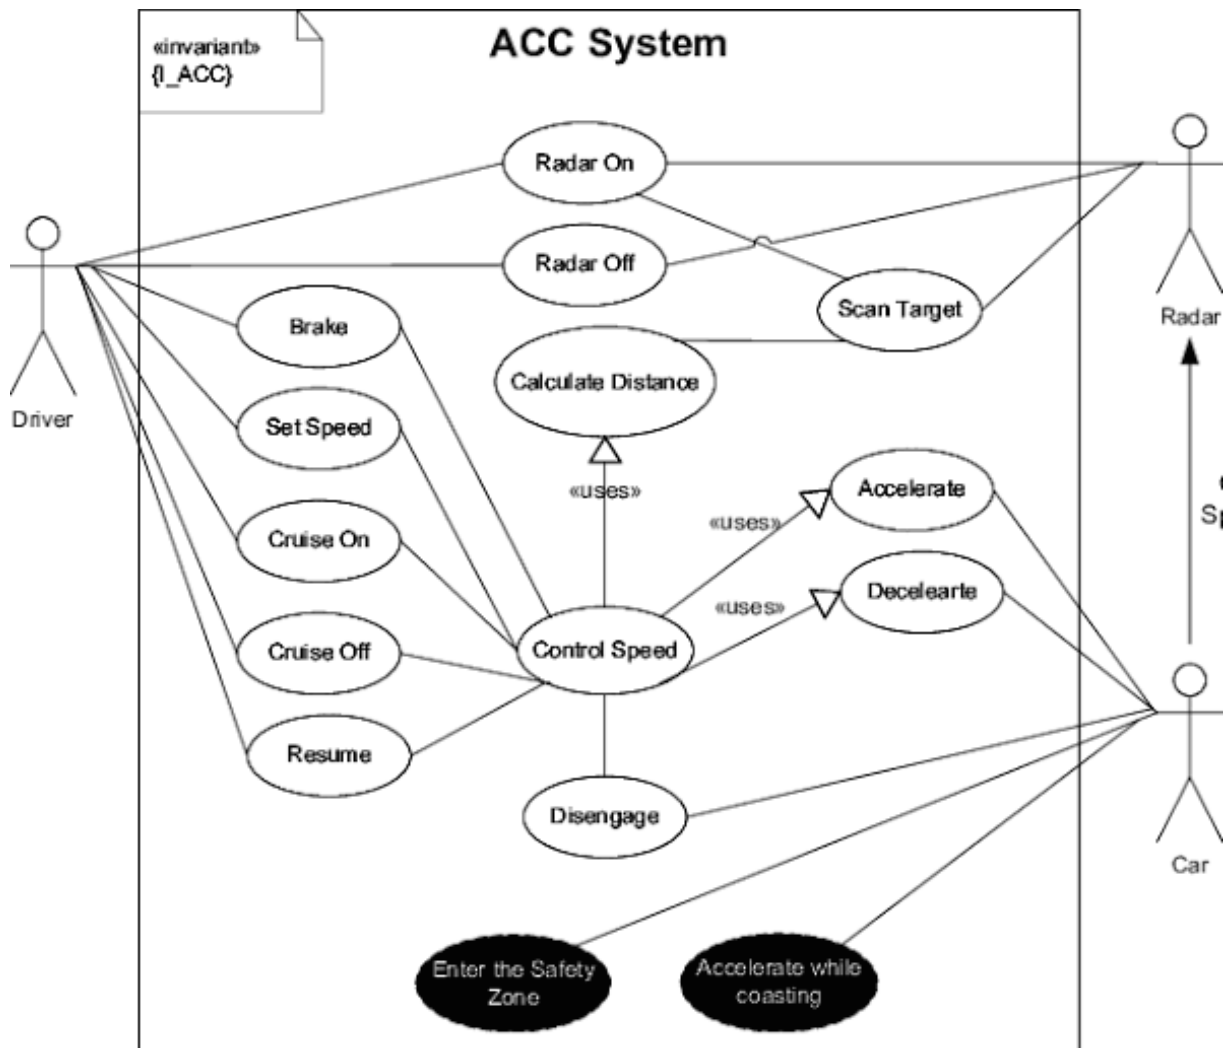 «invariant»
{I_ACC}
ACC System
Radar On
Radar Off
Scan Target
Radar
Brake
Calculate Distance
Driver
Set Speed
«uses»
Accelerate
«uses»
Cruise On
Decelearte
«uses»
Cruise Off
Control Speed
Resume
Disengage
Car
Enter the Safety
Zone
Accelerate while
coasting